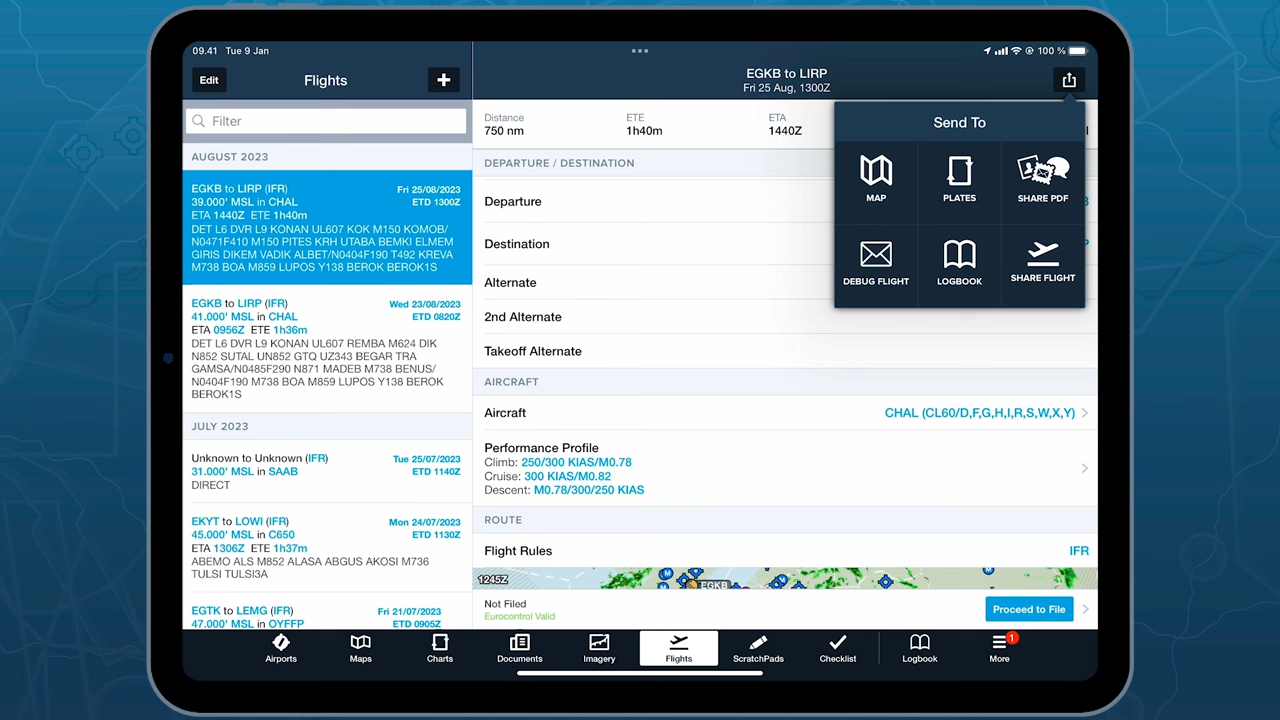 09.41 Tue 9 Jan
100 %
Edit
Flights
EGKB to LIRP
Fri 25 Aug, 1300Z
Filter
AUGUST 2023
EGKB to LIRP (IFR)
Fri 25/08/2023
39.000' MSL in CHAL
ETD 1300Z
ETA 1440Z ETE 1h40m
DET L6 DVR L9 KONAN UL607 KOK M150 KOMOB/
N0471F410 M150 PITES KRH UTABA BEMKI ELMEM
GIRIS DIKEM VADIK ALBET/N0404F190 T492 KREVA
M738 BOA M859 LUPOS Y138 BEROK BEROK1S
EGKB to LIRP (IFR)
Wed 23/08/2023
41.000' MSL in CHAL
ETD 0820Z
ETA 0956Z ETE 1h36m
DET L6 DVR L9 KONAN UL607 REMBA M624 DIK
N852 SUTAL UN852 GTQ UZ343 BEGAR TRA
GAMSA/N0485F290 N871 MADEB M738 BENUS/
N0404F190 M738 BOA M859 LUPOS Y138 BEROK
BEROK1S
JULY 2023
Unknown to Unknown (IFR)
Tue 25/07/2023
31.000' MSL in SAAB
ETD 1140Z
DIRECT
EKYT to LOWI (IFR)
Mon 24/07/2023
45.000' MSL in C650
ETD 1130Z
ETA 1306Z ETE 1h37m
ABEMO ALS M852 ALASA ABGUS AKOSI M736
TULSI TULSI3A
EGTK to LEMG (IFR)
Fri 21/07/2023
47.000' MSL in OYFFP
ETD 0905Z
Distance
750 nm
ETE
1h40m
ETA
1440Z
DEPARTURE / DESTINATION
Departure
Destination
Alternate
2nd Alternate
Takeoff Alternate
AIRCRAFT
Aircraft
CHAL (CL60/D,F,G,H,I,R,S,W,X,Y)
Performance Profile
Climb: 250/300 KIAS/M0.78
Cruise: 300 KIAS/M0.82
Descent: M0.78/300/250 KIAS
ROUTE
Flight Rules
IFR
1245Z
EGKB
Not Filed
Eurocontrol Valid
Proceed to File
Send To
MAP
PLATES
SHARE PDF
DEBUG FLIGHT
LOGBOOK
SHARE FLIGHT
Airports
Maps
Charts
Documents
Imagery
Flights
ScratchPads
Checklist
Logbook
More
1